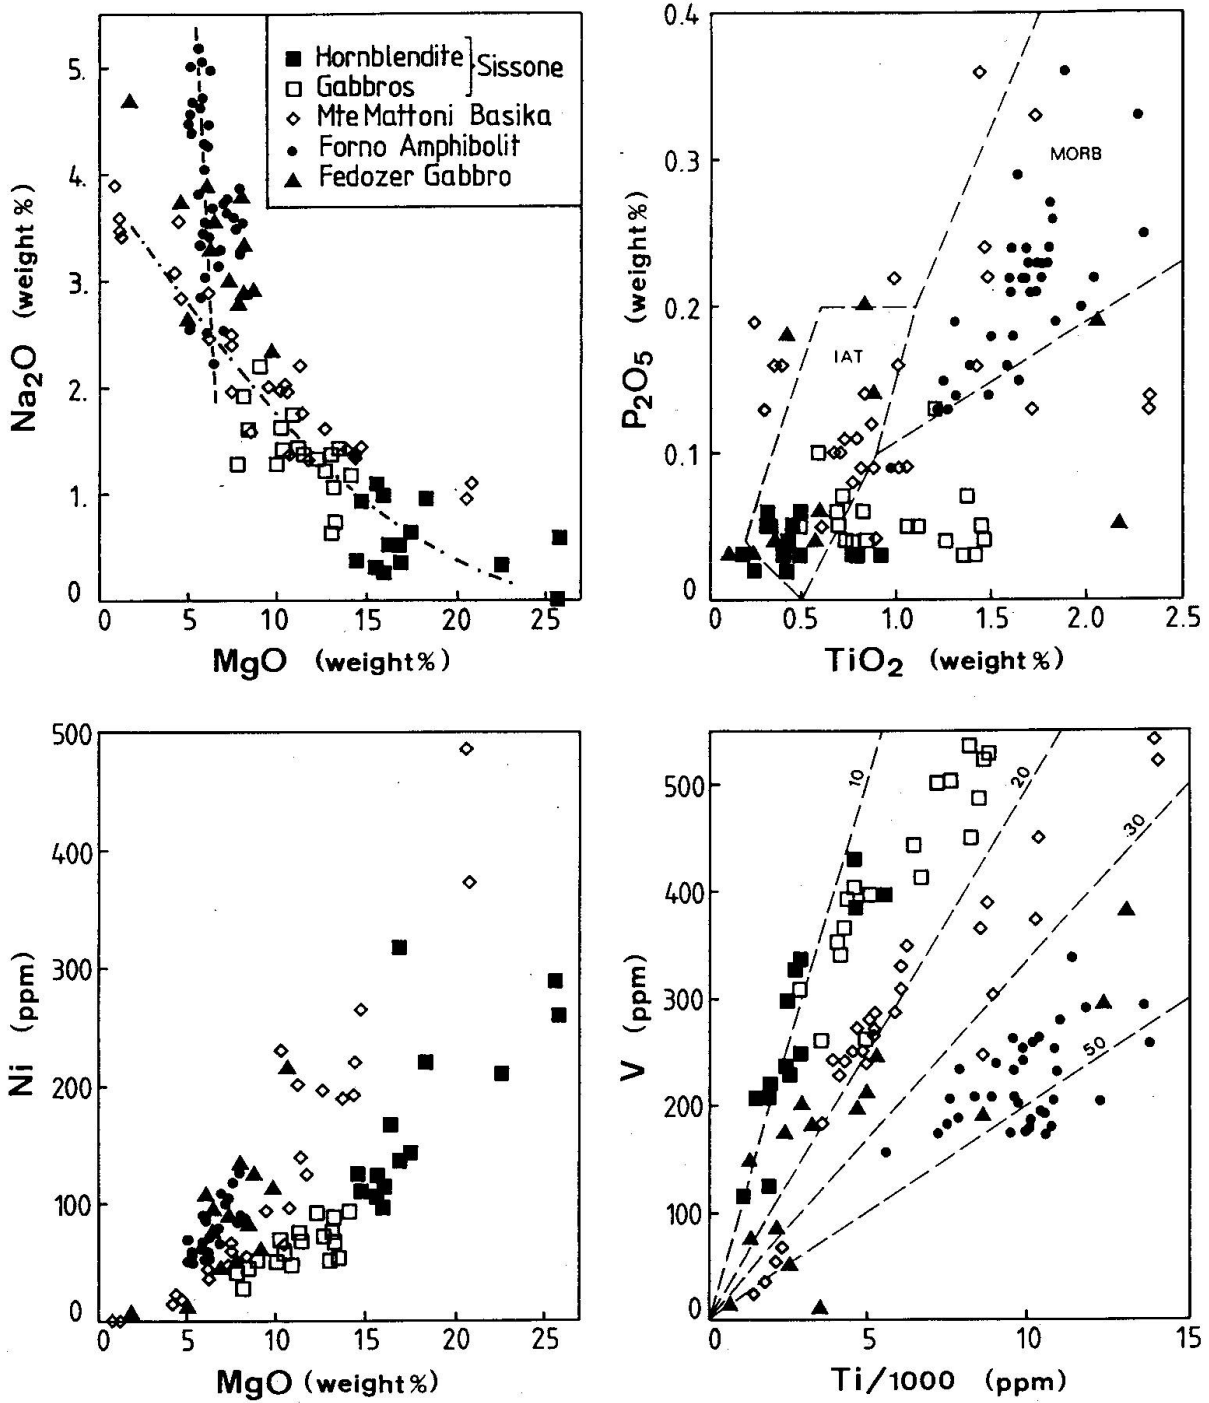 5.
4.
3.
2.
1.
0
Na2O (weight %)
Hornblendite
Gabbros
Sissone
Mte Mattoni Basika
Forno Amphibolit
Fedozer Gabbro
0 5 10 15 20 25
MgO (weight%)
0.4
0.3
0.2
0.1
0
P2O5 (weight%)
MORB
IAT
0 0.5 1.0 1.5 2.0 2.5
TiO2 (weight%)
500
400
300
200
100
0
Ni (ppm)
0 5 10 15 20 25
MgO (weight%)
500
400
300
200
100
0
V (ppm)
10
20
30
50
0 5 10 15
Ti/1000 (ppm)